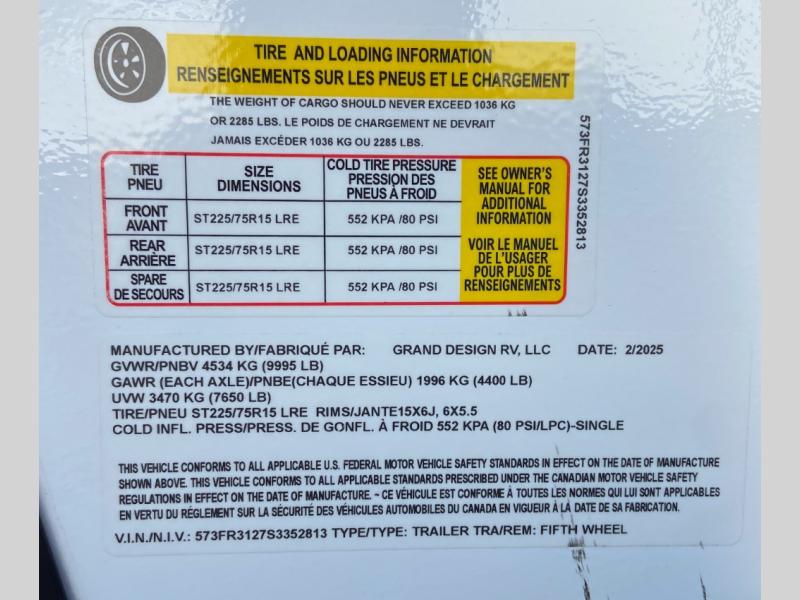 TIRE AND LOADING INFORMATION
RENSEIGNEMENTS SUR LES PNEUS ET LE CHARGEMENT
THE WEIGHT OF CARGO SHOULD NEVER EXCEED 1036 KG
OR 2285 LBS. LE POIDS DE CHARGEMENT NE DEVRAIT
JAMAIS EXCÉDER 1036 KG OU 2285 LBS.
TIRE
PNEU
SIZE
DIMENSIONS
COLD TIRE PRESSURE
PRESSION DES
PNEUS À FROID
FRONT
AVANT
ST225/75R15 LRE
552 KPA /80 PSI
REAR
ARRIÈRE
ST225/75R15 LRE
552 KPA /80 PSI
SPARE
DE SECOURS
ST225/75R15 LRE
552 KPA /80 PSI
SEE OWNER'S
MANUAL FOR
ADDITIONAL
INFORMATION
VOIR LE MANUEL
DE L'USAGER
POUR PLUS DE
RENSEIGNEMENTS
573FR3127S3352813
MANUFACTURED BY/FABRIQUÉ PAR: GRAND DESIGN RV, LLC DATE: 2/2025
GVWR/PNBV 4534 KG (9995 LB)
GAWR (EACH AXLE)/PNBE(CHAQUE ESSIEU) 1996 KG (4400 LB)
UVW 3470 KG (7650 LB)
TIRE/PNEU ST225/75R15 LRE RIMS/JANTE15X6J, 6X5.5
COLD INFL. PRESS/PRESS. DE GONFL. À FROID 552 KPA (80 PSI/LPC)-SINGLE
THIS VEHICLE CONFORMS TO ALL APPLICABLE U.S. FEDERAL MOTOR VEHICLE SAFETY STANDARDS IN EFFECT ON THE DATE OF MANUFACTURE
SHOWN ABOVE. THIS VEHICLE CONFORMS TO ALL APPLICABLE STANDARDS PRESCRIBED UNDER THE CANADIAN MOTOR VEHICLE SAFETY
REGULATIONS IN EFFECT ON THE DATE OF MANUFACTURE. ~ CE VÉHICULE EST CONFORME À TOUTES LES NORMES QUI LUI SONT APPLICABLES
EN VERTU DU RÉGLEMENT SUR LA SÉCURITÉ DES VÉHICULES AUTOMOBILES DU CANADA EN VIGUEUR À LA DATE DE SA FABRICATION.
V.I.N./N.I.V.: 573FR3127S3352813 TYPE/TYPE: TRAILER TRA/REM: FIFTH WHEEL